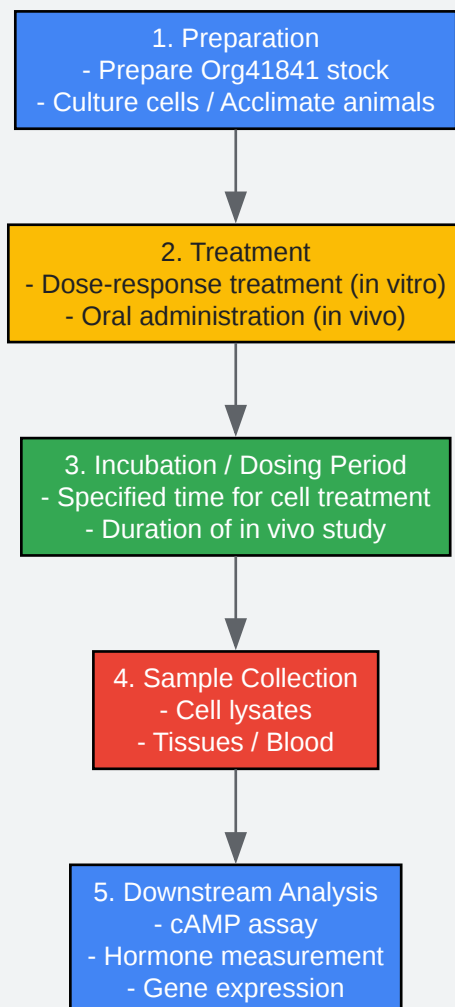 1. Preparation
- Prepare Org41841 stock
- Culture cells / Acclimate animals
2. Treatment
- Dose-response treatment (in vitro)
- Oral administration (in vivo)
3. Incubation / Dosing Period
- Specified time for cell treatment
- Duration of in vivo study
4. Sample Collection
- Cell lysates
- Tissues / Blood
5. Downstream Analysis
- cAMP assay
- Hormone measurement
- Gene expression